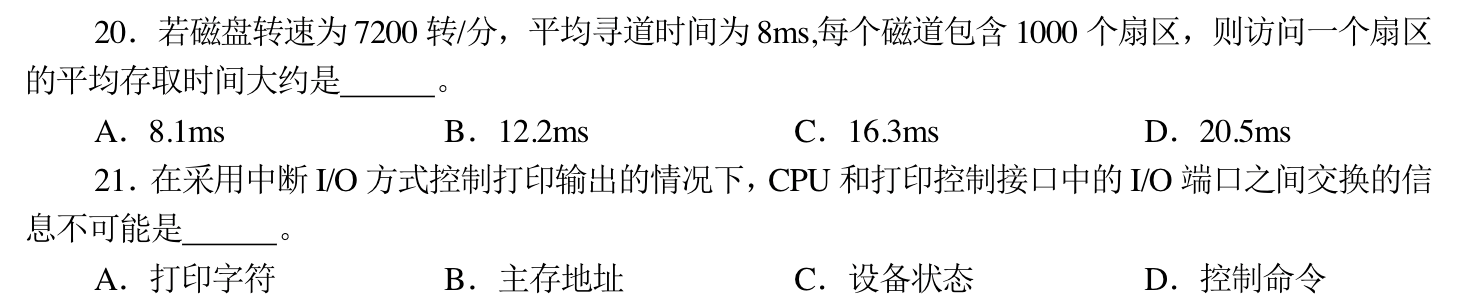 20．若磁盘转速为 7200 转/分，平均寻道时间为 8ms,每个磁道包含 1000 个扇区，则访问一个扇区
的平均存取时间大约是______。
A．8.1ms B．12.2ms C．16.3ms D．20.5ms
21．在采用中断 I/O 方式控制打印输出的情况下，CPU 和打印控制接口中的 I/O 端口之间交换的信
息不可能是______。
A．打印字符 B．主存地址 C．设备状态 D．控制命令